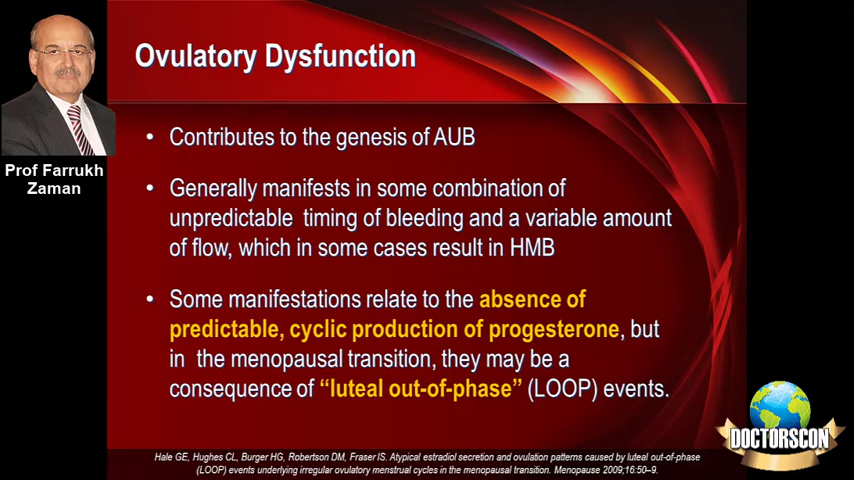 Ovulatory Dysfunction
Prof Farrukh
Zaman
• Contributes to the genesis of AUB
• Generally manifests in some combination of
unpredictable timing of bleeding and a variable amount
of flow, which in some cases result in HMB
• Some manifestations relate to the absence of
predictable, cyclic production of progesterone, but
in the menopausal transition, they may be a
consequence of “luteal out-of-phase” (LOOP) events.
DOCTORSCON
Hale GE, Hughes CL, Burger HG, Robertson DM, Fraser IS. Atypical estradiol secretion and ovulation patterns caused by luteal out-of-phase
(LOOP) events underlying irregular ovulatory menstrual cycles in the menopausal transition. Menopause 2009;16:50–9.